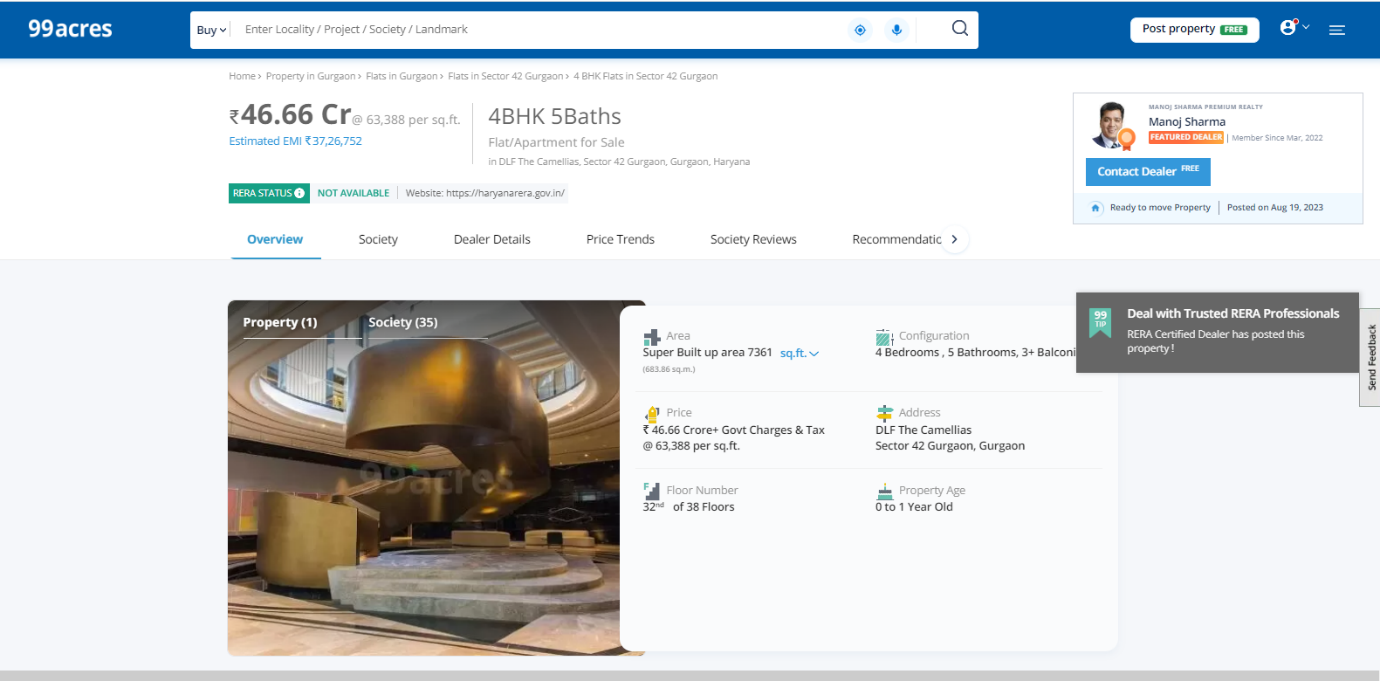 99acres
Buy
Enter Locality / Project / Society / Landmark
Post property FREE
Home › Property in Gurgaon › Flats in Gurgaon › Flats in Sector 42 Gurgaon › 4 BHK Flats in Sector 42 Gurgaon
₹46.66 Cr @ 63,388 per sq.ft.
Estimated EMI ₹37,26,752
4BHK 5Baths
Flat/Apartment for Sale
in DLF The Camellias, Sector 42 Gurgaon, Gurgaon, Haryana
RERA STATUS NOT AVAILABLE | Website: https://haryanarera.gov.in/
MANOJ SHARMA PREMIUM REALTY
Manoj Sharma
FEATURED DEALER | Member Since Mar, 2022
Contact Dealer FREE
Ready to move Property | Posted on Aug 19, 2023
Overview
Society
Dealer Details
Price Trends
Society Reviews
Recommendatio
Property (1)
Society (35)
99acres
Area
Super Built up area 7361 sq.ft.
(683.86 sq.m.)
Configuration
4 Bedrooms , 5 Bathrooms, 3+ Balconi
Price
₹ 46.66 Crore+ Govt Charges & Tax
@ 63,388 per sq.ft.
Address
DLF The Camellias
Sector 42 Gurgaon, Gurgaon
Floor Number
32nd of 38 Floors
Property Age
0 to 1 Year Old
99
TIP
Deal with Trusted RERA Professionals
RERA Certified Dealer has posted this
property !
Send Feedback